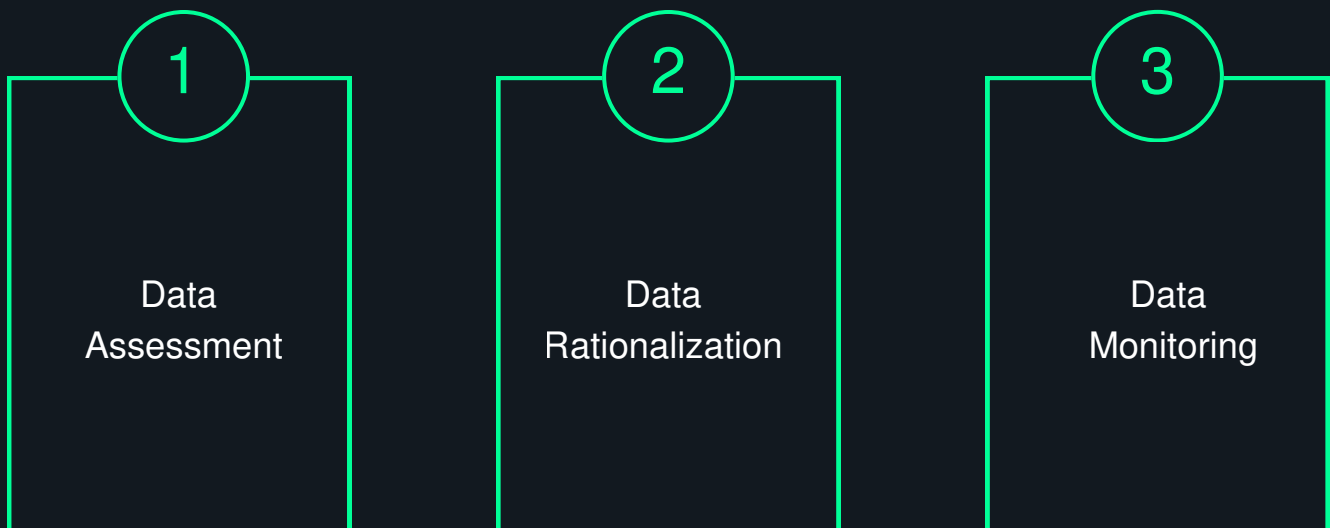 1
Data
Assessment
2
Data
Rationalization
3
Data
Monitoring